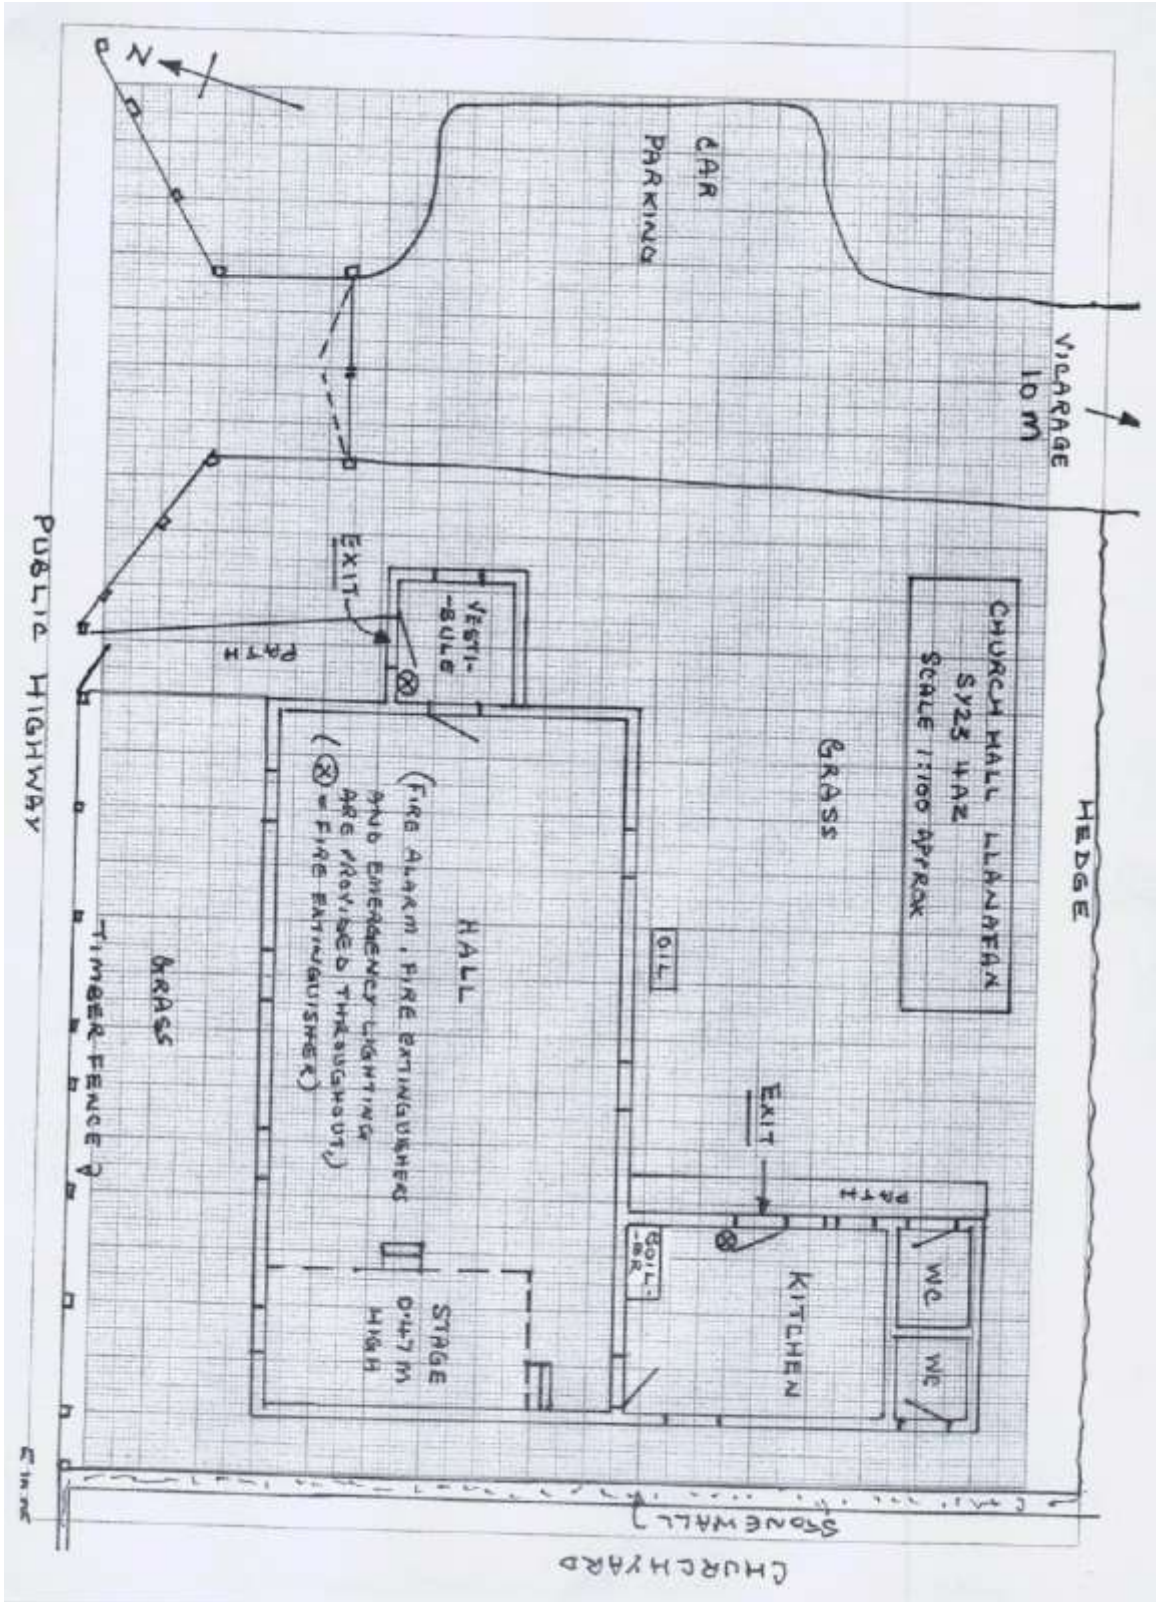 N
CAR
PARKING
VICARAGE
10 M
CHURCH HALL LLANAFAN
SY23 4AZ
SCALE 1:100 APPROX
HEDGE
GRASS
EXIT
VESTI-
-BULE
PATH
PUBLIC HIGHWAY
OIL
HALL
(FIRE ALARM, FIRE EXTINGUISHERS
AND EMERGENCY LIGHTING
ARE PROVIDED THROUGHOUT,)
(⊗ = FIRE EXTINGUISHER)
GRASS
TIMBER FENCE
EXIT
PATH
BOIL-
-ER
KITCHEN
WC
WC
STAGE
0.47 M
HIGH
STONEWALL
CHURCHYARD